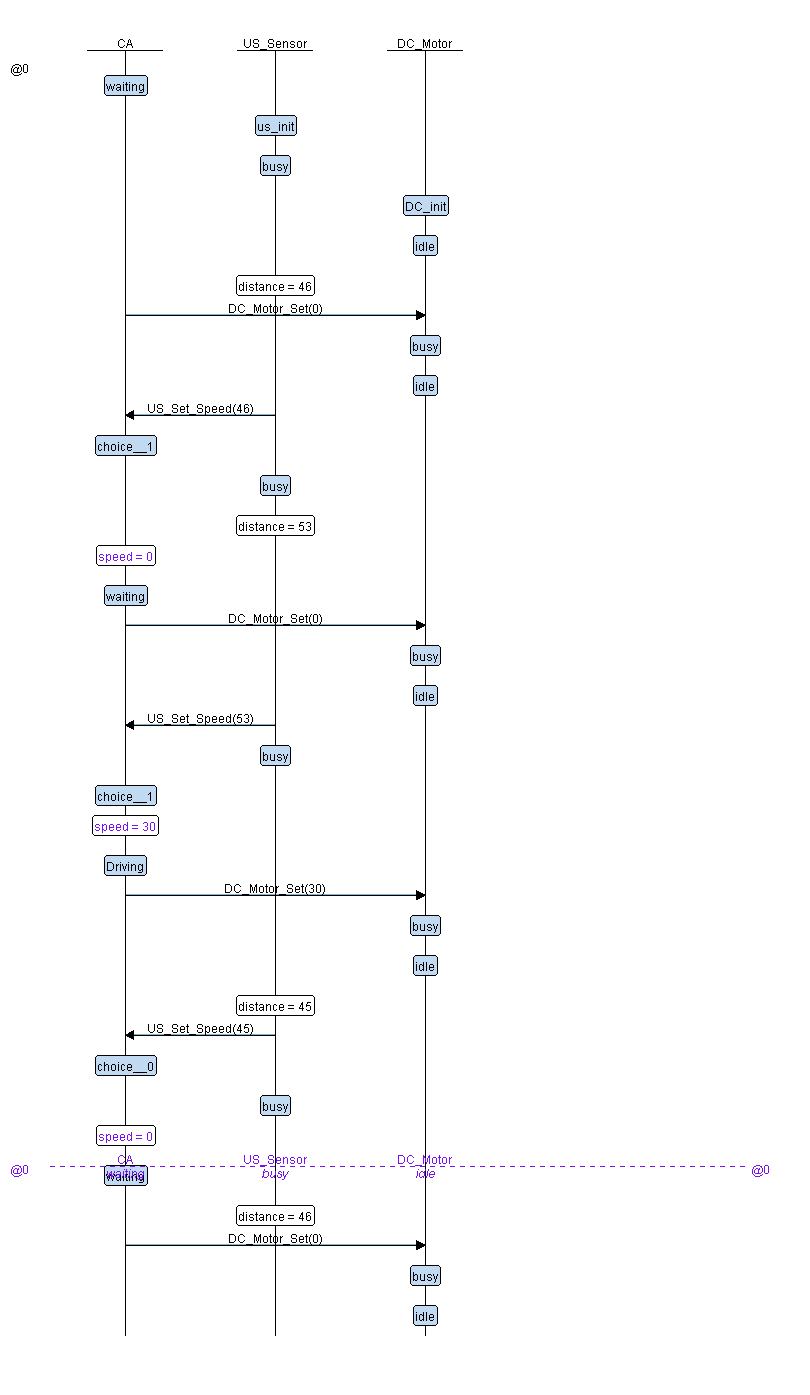 CA US_Sensor DC_Motor
@0
waiting
us_init
busy
DC_init
idle
distance = 46
DC_Motor_Set(0)
busy
idle
US_Set_Speed(46)
choice__1
busy
distance = 53
speed = 0
waiting
DC_Motor_Set(0)
busy
idle
US_Set_Speed(53)
busy
choice__1
speed = 30
Driving
DC_Motor_Set(30)
busy
idle
distance = 45
US_Set_Speed(45)
choice__0
busy
speed = 0
CA US_Sensor DC_Motor
@0 @0
waiting busy idle
waiting
distance = 46
DC_Motor_Set(0)
busy
idle